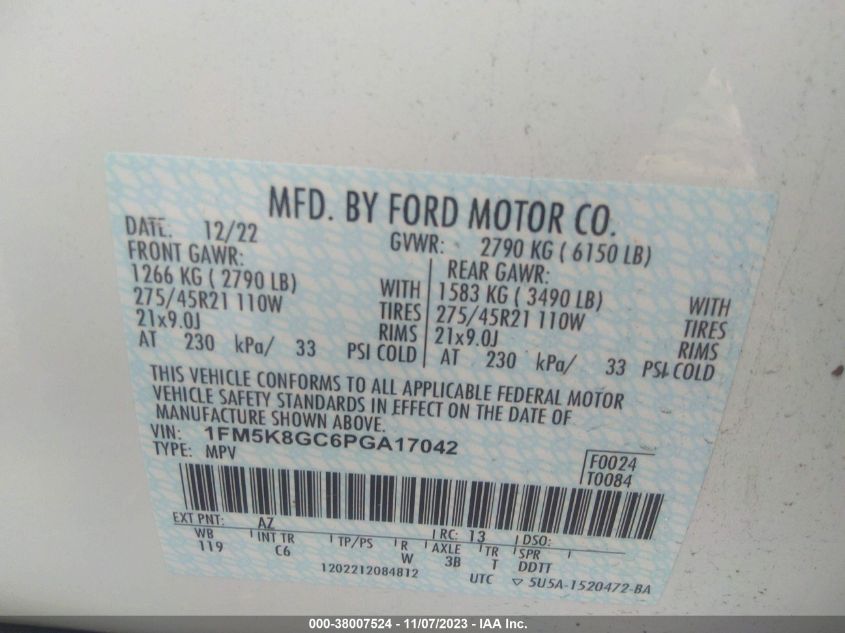 MFD. BY FORD MOTOR CO.
DATE: 12/22 GVWR: 2790 KG ( 6150 LB)
FRONT GAWR: REAR GAWR:
1266 KG ( 2790 LB) WITH 1583 KG ( 3490 LB) WITH
275/45R21 110W TIRES 275/45R21 110W TIRES
21x9.0J RIMS 21x9.0J RIMS
AT 230 kPa/ 33 PSI COLD AT 230 kPa/ 33 PSI COLD
THIS VEHICLE CONFORMS TO ALL APPLICABLE FEDERAL MOTOR
VEHICLE SAFETY STANDARDS IN EFFECT ON THE DATE OF
MANUFACTURE SHOWN ABOVE.
VIN: 1FM5K8GC6PGA17042
TYPE: MPV
F0024
T0084
EXT PNT: AZ RC: 13 DSO:
WB INT TR TP/PS R AXLE TR SPR
119 C6 W 3B T DDTT
1202212084812 UTC ▽ 5U5A-1520472-BA
000-38007524 - 11/07/2023 - IAA Inc.